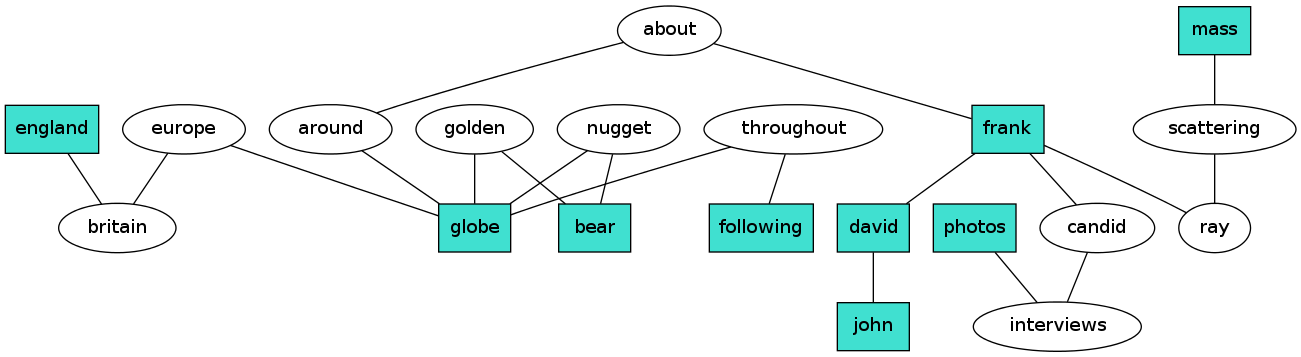 about
mass
england
europe
around
golden
nugget
throughout
frank
scattering
britain
globe
bear
following
david
photos
candid
ray
john
interviews